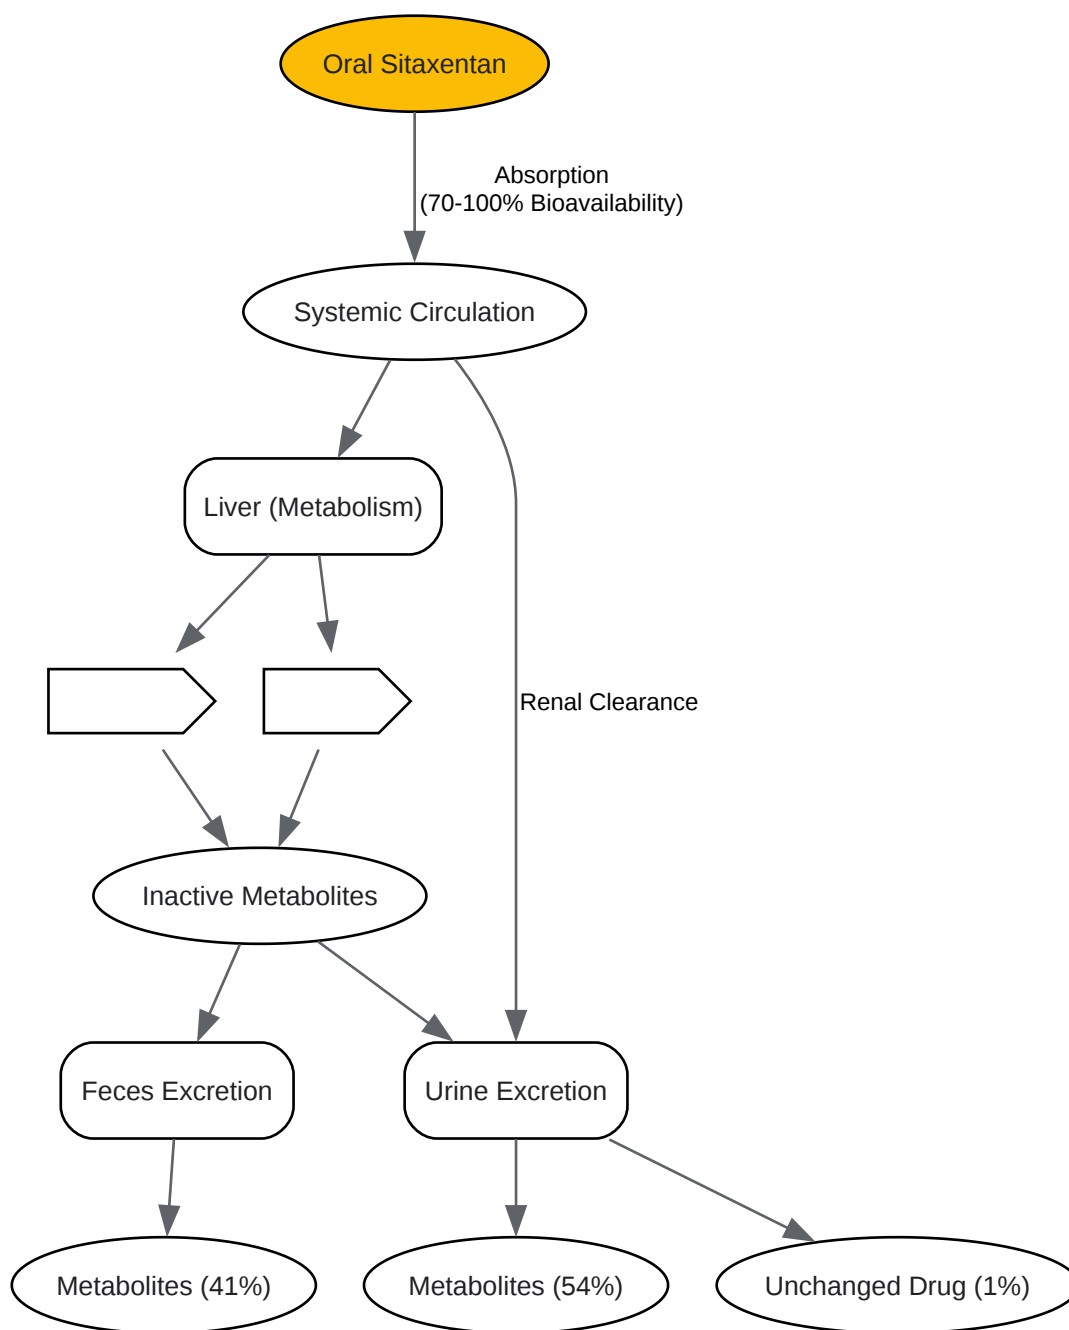 Oral Sitaxentan
Absorption
(70-100% Bioavailability)
Systemic Circulation
Liver (Metabolism)
Renal Clearance
Inactive Metabolites
Feces Excretion
Urine Excretion
Metabolites (41%)
Metabolites (54%)
Unchanged Drug (1%)